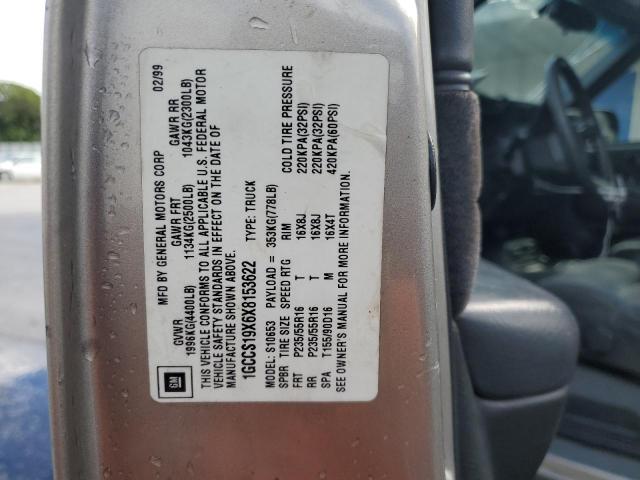 MFD BY GENERAL MOTORS CORP 02/99
GVWR GAWR FRT GAWR RR
1996KG(4400LB) 1134KG(2500LB) 1043KG(2300LB)
THIS VEHICLE CONFORMS TO ALL APPLICABLE U.S. FEDERAL MOTOR
VEHICLE SAFETY STANDARDS IN EFFECT ON THE DATE OF
MANUFACTURE SHOWN ABOVE.
1GCCS19X6X8153622 TYPE: TRUCK
MODEL: S10653 PAYLOAD = 353KG(778LB)
SPBR TIRE SIZE SPEED RTG RIM COLD TIRE PRESSURE
FRT P235/55R16 T 16X8J 220KPA(32PSI)
RR P235/55R16 T 16X8J 220KPA(32PSI)
SPA T155/90D16 M 16X4T 420KPA(60PSI)
SEE OWNER'S MANUAL FOR MORE INFORMATION.
GM